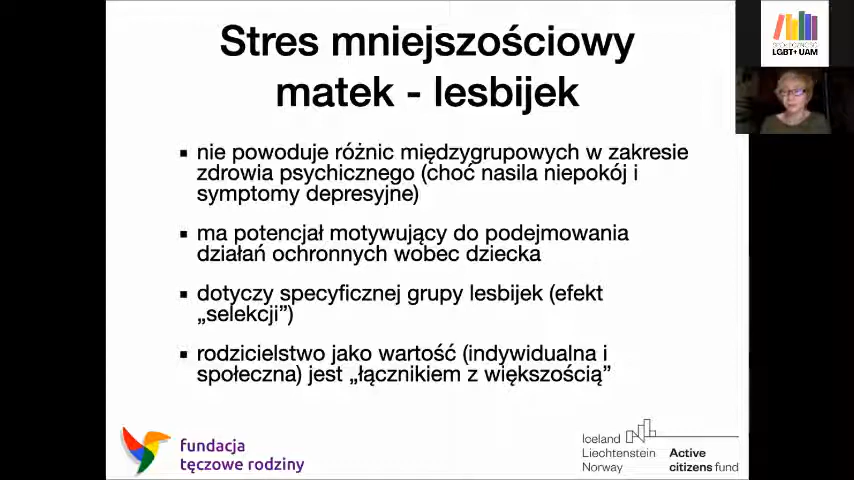 Stres mniejszościowy
matek - lesbijek
nie powoduje różnic międzygrupowych w zakresie
zdrowia psychicznego (choć nasila niepokój i
symptomy depresyjne)
ma potencjał motywujący do podejmowania
działań ochronnych wobec dziecka
dotyczy specyficznej grupy lesbijek (efekt
„selekcji”)
rodzicielstwo jako wartość (indywidualna i
społeczna) jest „łącznikiem z większością”
fundacja
tęczowe rodziny
Iceland
Liechtenstein
Norway
Active
citizens fund
LGBT+ UAM